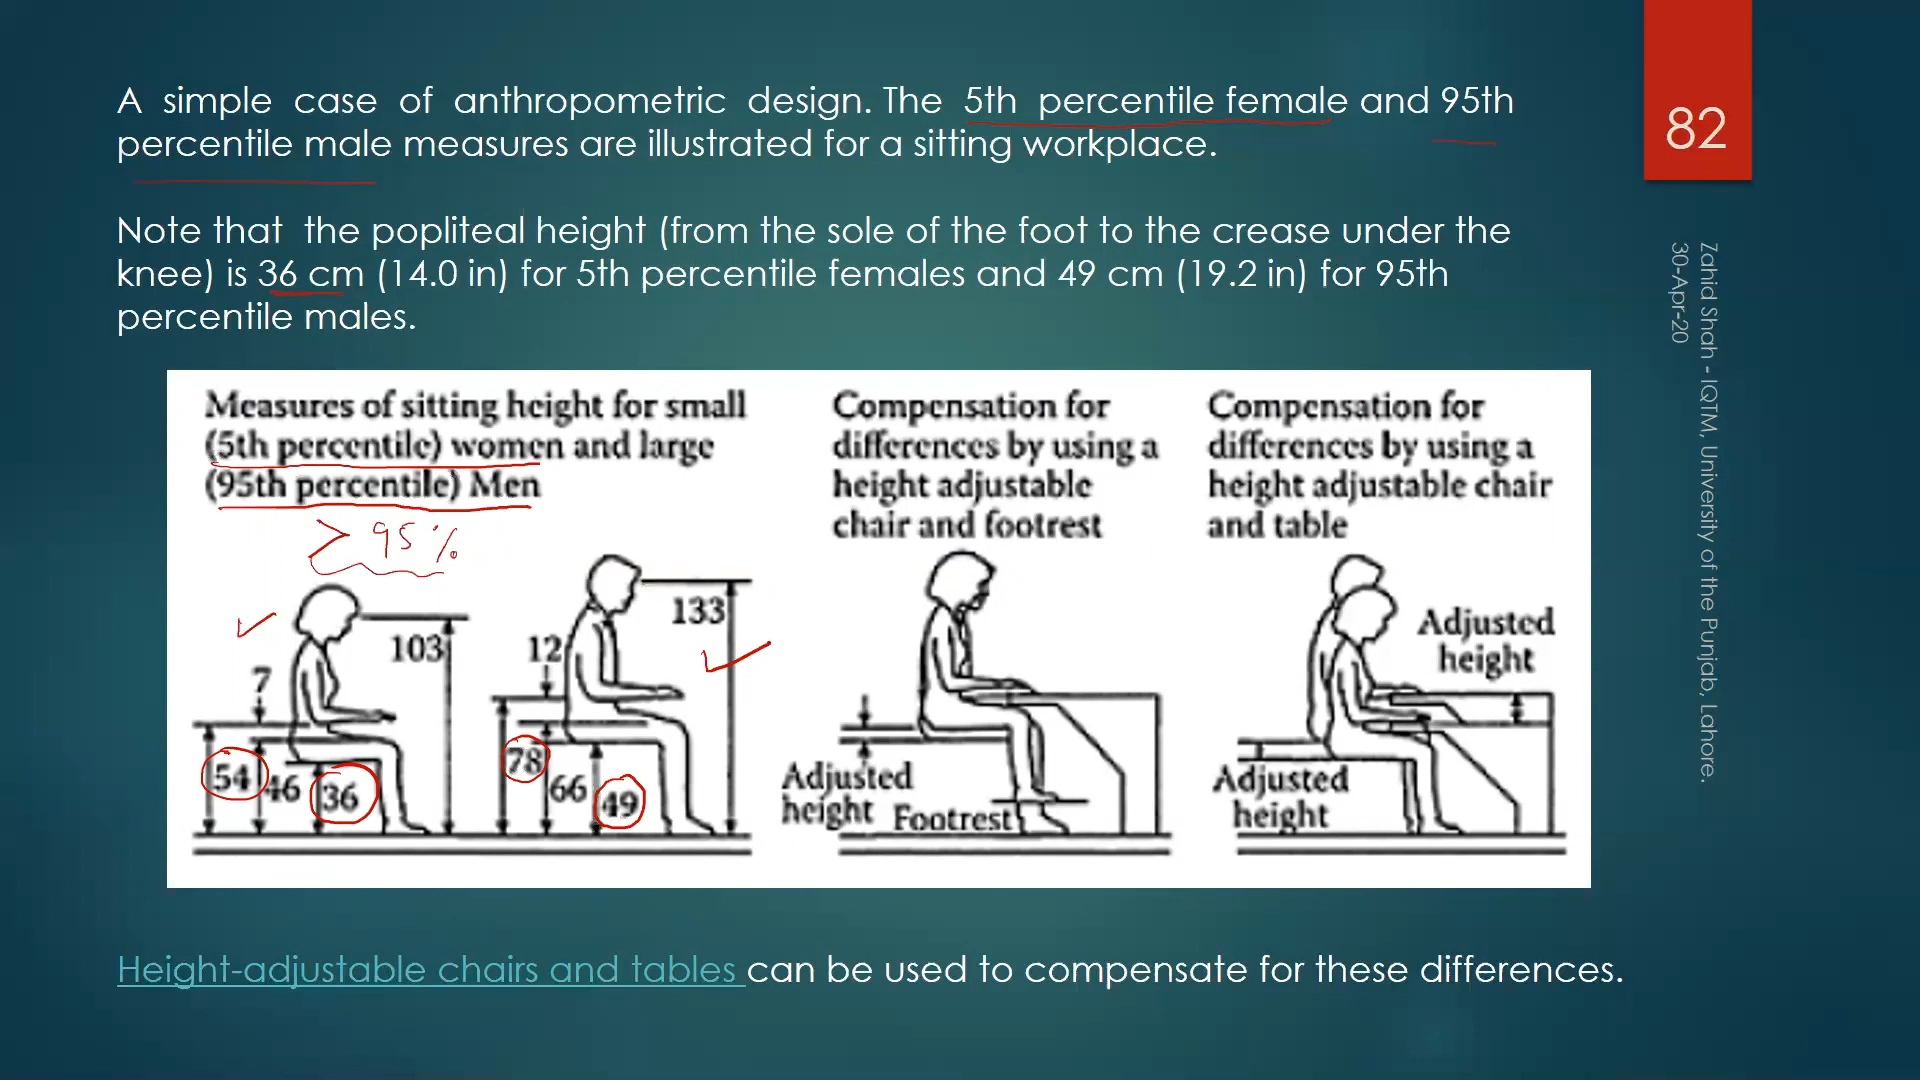 A simple case of anthropometric design. The 5th percentile female and 95th
percentile male measures are illustrated for a sitting workplace.
82
Note that the popliteal height (from the sole of the foot to the crease under the
knee) is 36 cm (14.0 in) for 5th percentile females and 49 cm (19.2 in) for 95th
percentile males.
Zahid Shah - IQTM, University of the Punjab, Lahore.
30-Apr-20
Measures of sitting height for small
(5th percentile) women and large
(95th percentile) Men
> 95 %
103
7
54
46
36
133
12
78
66
49
Compensation for
differences by using a
height adjustable
chair and footrest
Adjusted
height
Footrest
Compensation for
differences by using a
height adjustable chair
and table
Adjusted
height
Adjusted
height
Height-adjustable chairs and tables can be used to compensate for these differences.